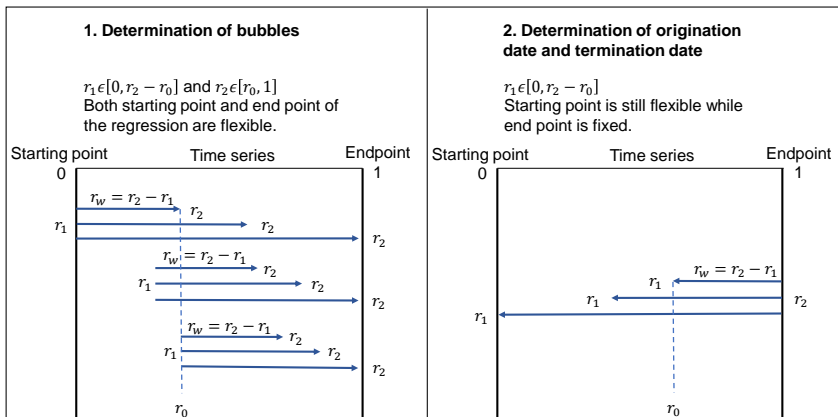 1. Determination of bubbles
r₁ϵ[0, r₂ − r₀] and r₂ϵ[r₀, 1]
Both starting point and end point of
the regression are flexible.
Starting point Time series Endpoint
0 1
r_w = r₂ − r₁
r₂
r₁ r₂
r₂
r_w = r₂ − r₁
r₂
r₁ r₂
r₂
r_w = r₂ − r₁
r₂
r₁ r₂
r₂
r₀
2. Determination of origination
date and termination date
r₁ϵ[0, r₂ − r₀]
Starting point is still flexible while
end point is fixed.
Starting point Time series Endpoint
0 1
r₁ r_w = r₂ − r₁
r₁ r₂
r₁
r₀